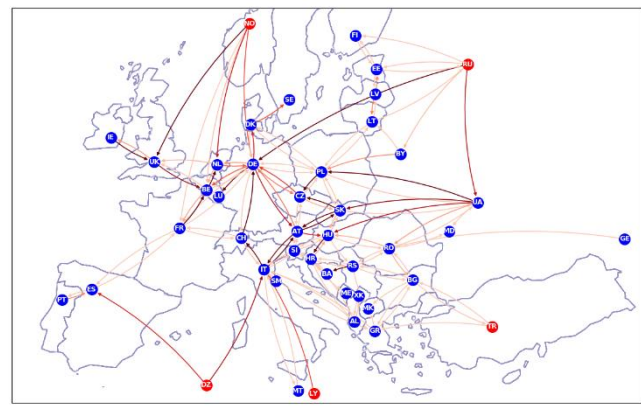 NO
FI
RU
EE
LV
SE
DK
LT
IE
UK
NL
DE
BY
PL
BE
LU
CZ
UA
SK
FR
CH
AT
HU
MD
GE
IT
SI
HR
RO
SM
BA
RS
BG
ES
PT
ME
XK
MK
AL
GR
TR
DZ
MT
LY